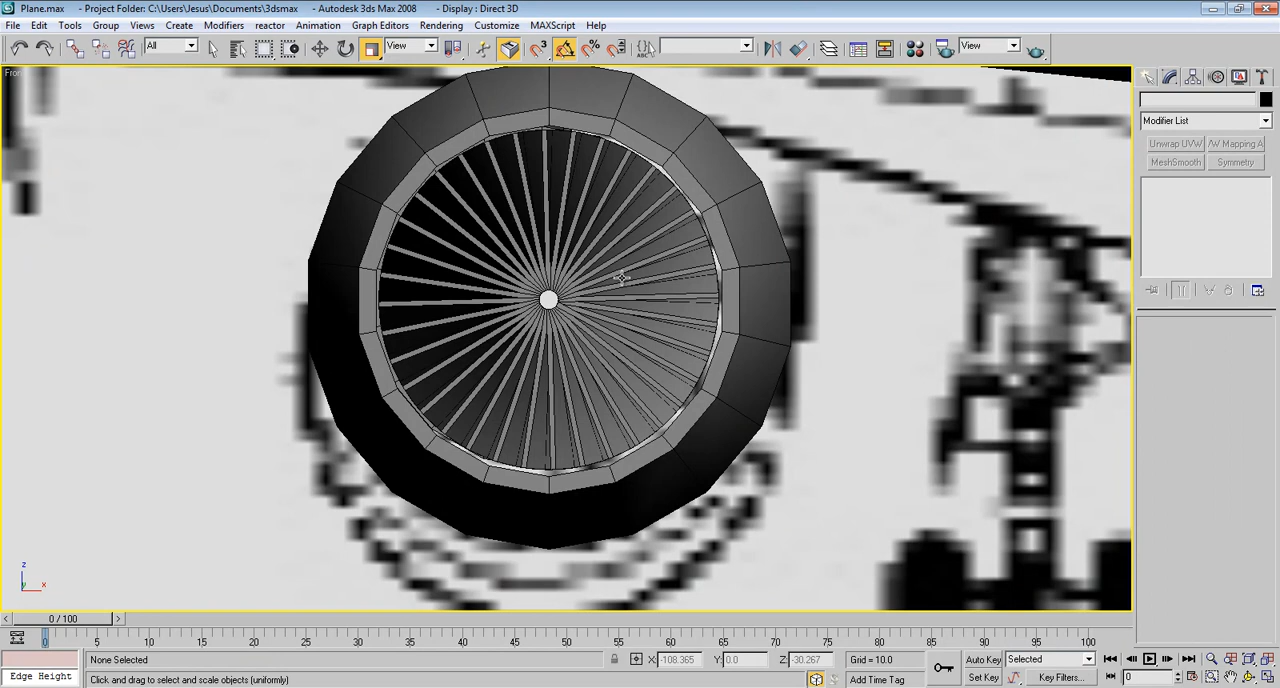 Plane.max - Project Folder: C:\Users\Jesus\Documents\3dsmax - Autodesk 3ds Max 2008 - Display : Direct 3D
File Edit Tools Group Views Create Modifiers reactor Animation Graph Editors Rendering Customize MAXScript Help
All View View
Fron
Modifier List
Unwrap UVW /W Mapping A
MeshSmooth Symmetry
z
y x
0 / 100
0 5 10 15 20 25 30 35 40 45 50 55 60 65 70 75 80 85 90 95 100
None Selected X: -108.365 Y: 0.0 Z: -30.267 Grid = 10.0 Auto Key Selected
Edge Height Click and drag to select and scale objects (uniformly) Add Time Tag Set Key Key Filters... 0